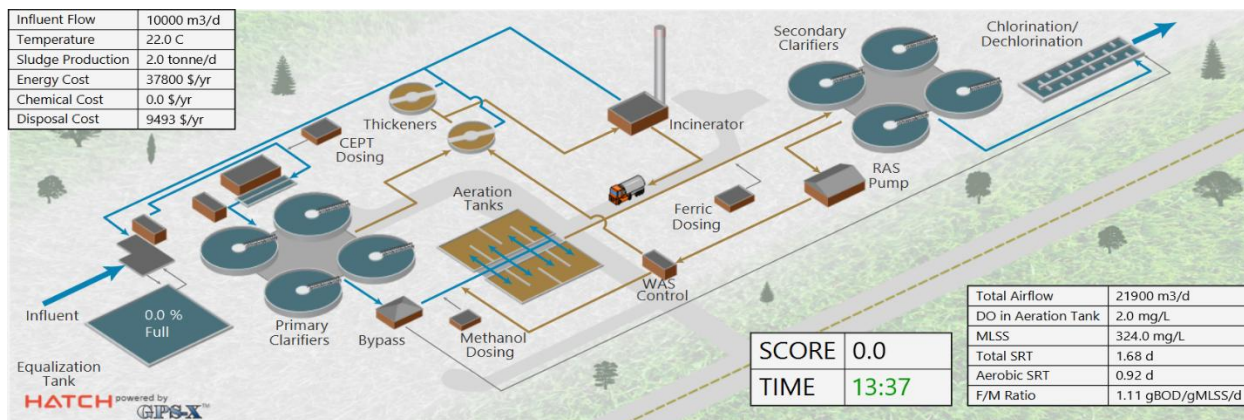 Influent Flow 10000 m3/d
Temperature 22.0 C
Sludge Production 2.0 tonne/d
Energy Cost 37800 $/yr
Chemical Cost 0.0 $/yr
Disposal Cost 9493 $/yr
Secondary
Clarifiers
Chlorination/
Dechlorination
Thickeners
CEPT
Dosing
Incinerator
RAS
Pump
Aeration
Tanks
Ferric
Dosing
WAS
Control
Influent
0.0 %
Full
Primary
Clarifiers
Bypass
Methanol
Dosing
Equalization
Tank
HATCH powered by
GPS-X™
SCORE 0.0
TIME 13:37
Total Airflow 21900 m3/d
DO in Aeration Tank 2.0 mg/L
MLSS 324.0 mg/L
Total SRT 1.68 d
Aerobic SRT 0.92 d
F/M Ratio 1.11 gBOD/gMLSS/d